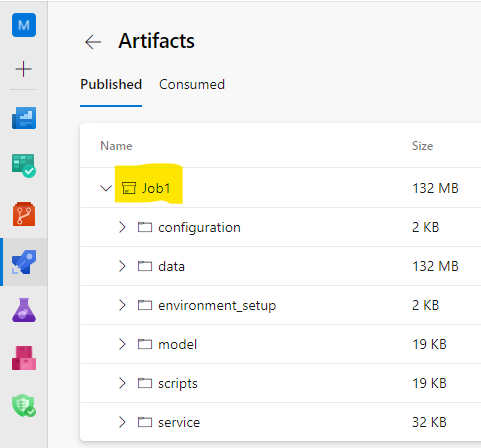 M
Artifacts
Published Consumed
Name Size
Job1 132 MB
configuration 2 KB
data 132 MB
environment_setup 2 KB
model 19 KB
scripts 19 KB
service 32 KB